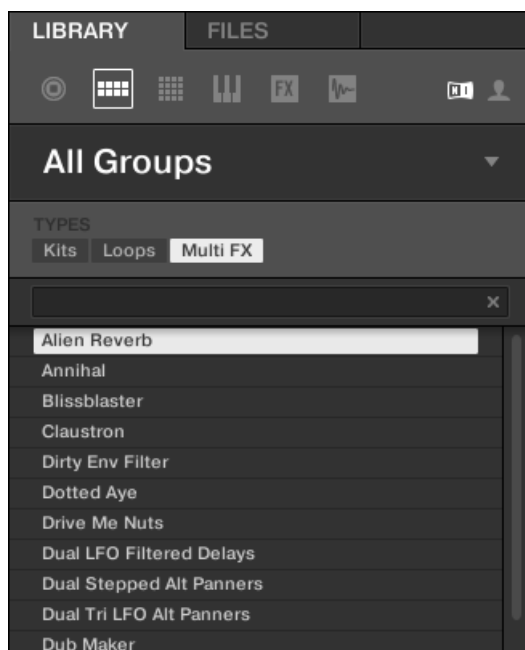 LIBRARY FILES
FX NI
All Groups
TYPES
Kits Loops Multi FX
Alien Reverb
Annihal
Blissblaster
Claustron
Dirty Env Filter
Dotted Aye
Drive Me Nuts
Dual LFO Filtered Delays
Dual Stepped Alt Panners
Dual Tri LFO Alt Panners
Dub Maker